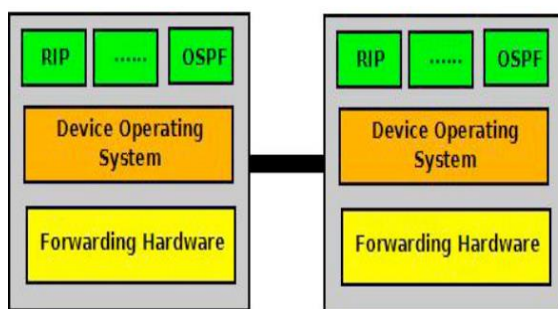 RIP ...... OSPF
Device Operating
System
Forwarding Hardware
RIP ...... OSPF
Device Operating
System
Forwarding Hardware